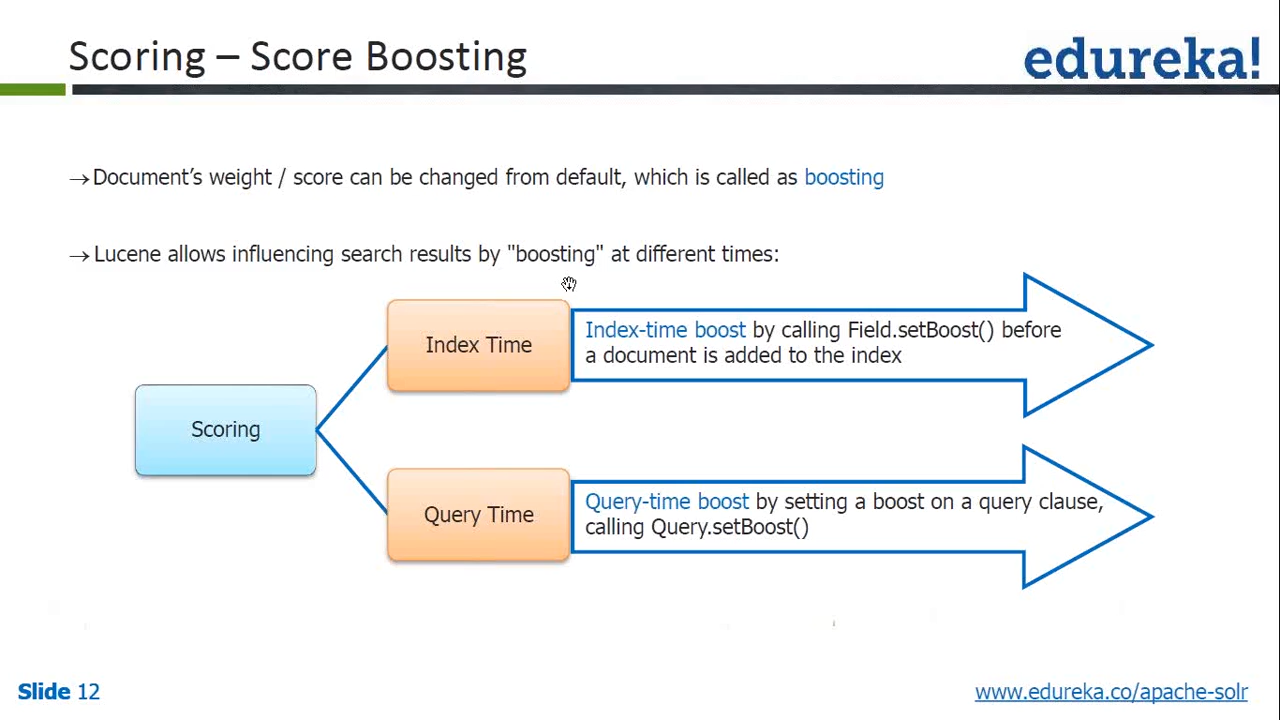 Scoring – Score Boosting
edureka!
→Document’s weight / score can be changed from default, which is called as boosting
→Lucene allows influencing search results by "boosting" at different times:
Index Time
Index-time boost by calling Field.setBoost() before
a document is added to the index
Scoring
Query Time
Query-time boost by setting a boost on a query clause,
calling Query.setBoost()
Slide 12
www.edureka.co/apache-solr